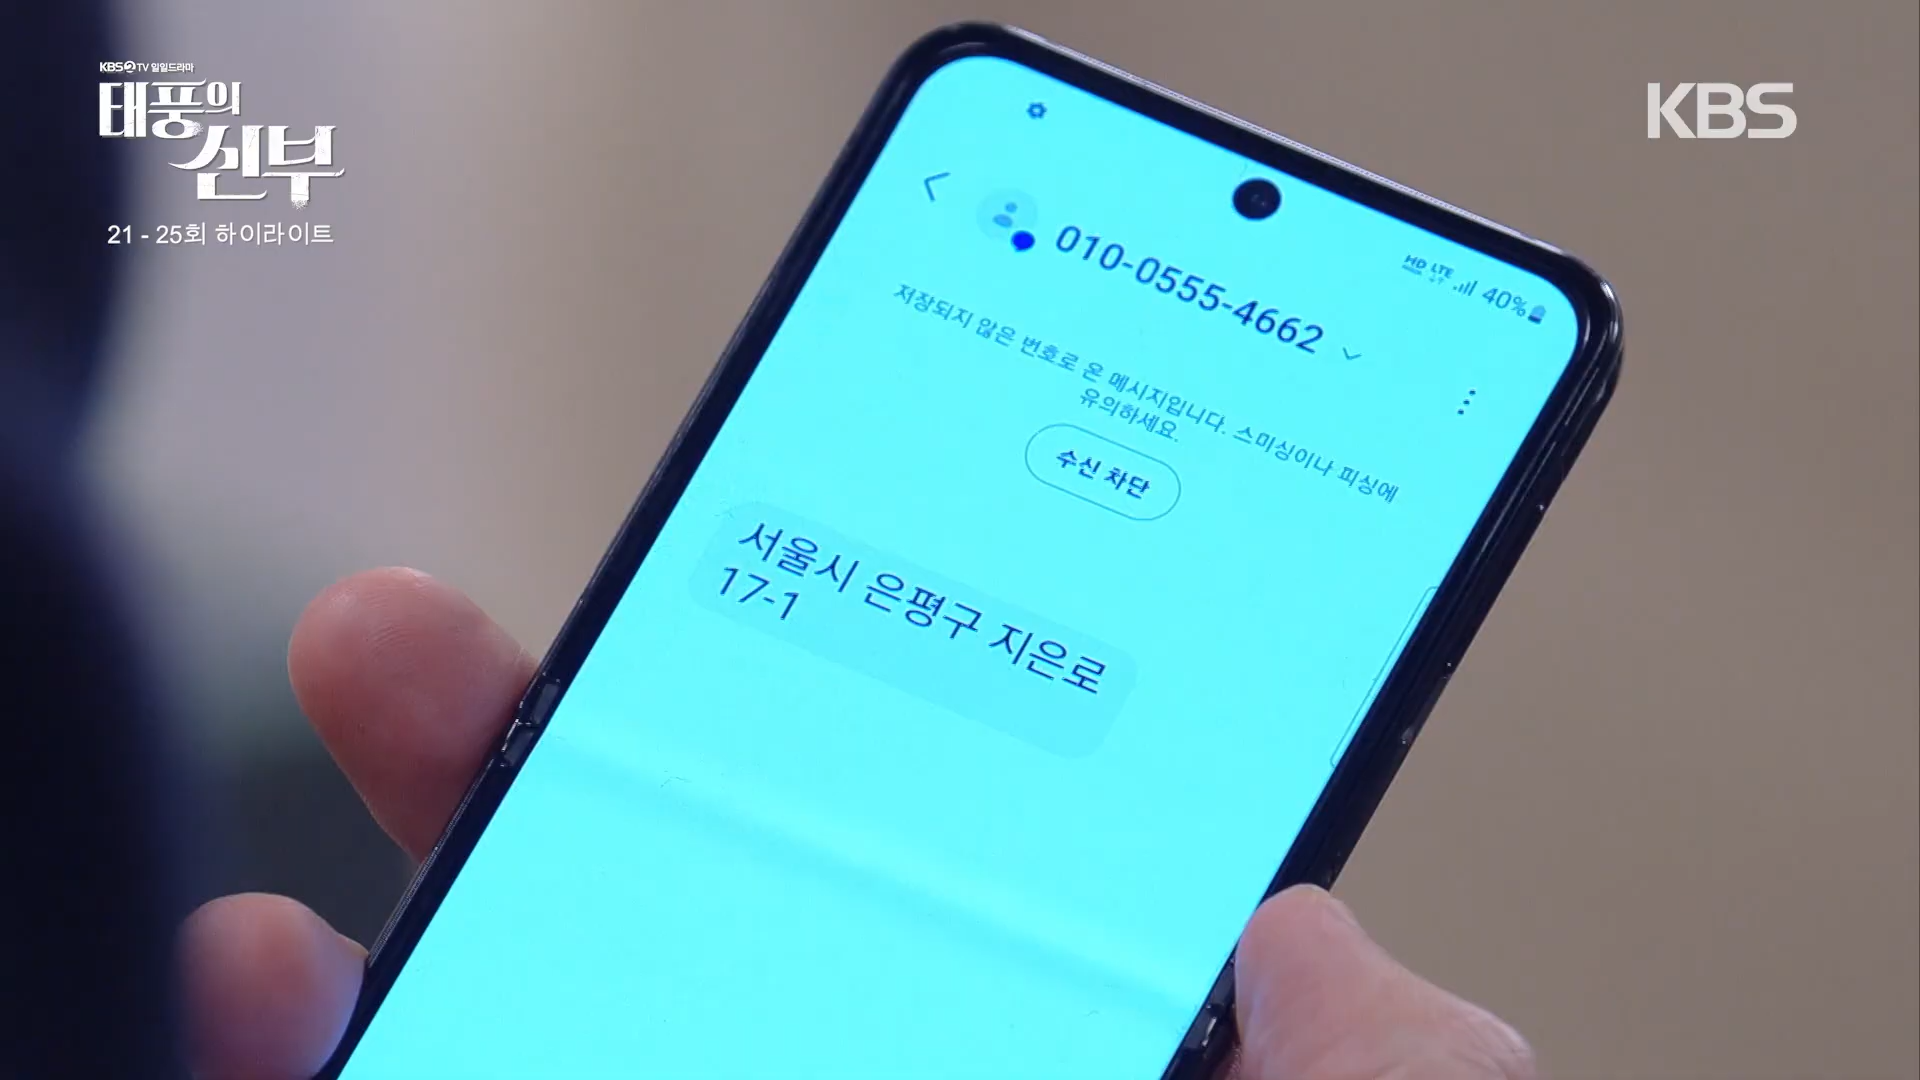 KBS2TV 일일드라마
태풍의
신부
21 - 25회 하이라이트
KBS
HD LTE 40%
010-0555-4662
저장되지 않은 번호로 온 메시지입니다. 스미싱이나 피싱에
유의하세요.
수신 차단
서울시 은평구 지은로
17-1